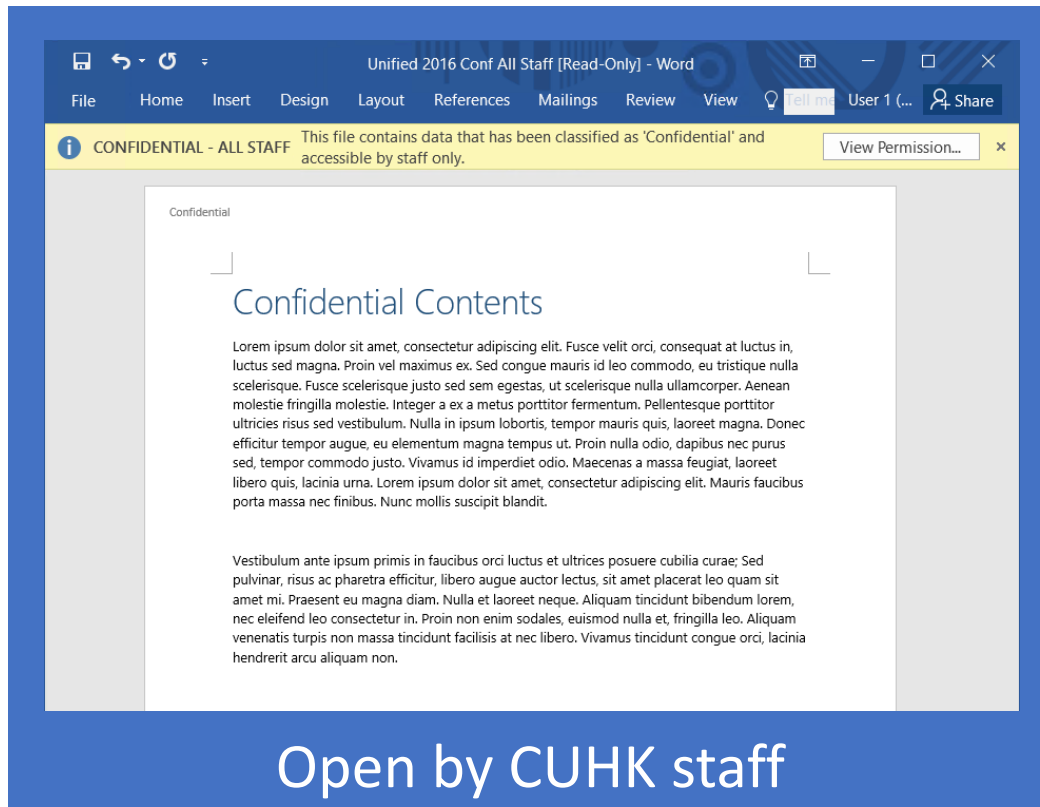 Unified 2016 Conf All Staff [Read-Only] - Word
File Home Insert Design Layout References Mailings Review View Tell me User 1 (... Share
CONFIDENTIAL - ALL STAFF This file contains data that has been classified as 'Confidential' and
accessible by staff only.
View Permission...
Confidential
Confidential Contents
Lorem ipsum dolor sit amet, consectetur adipiscing elit. Fusce velit orci, consequat at luctus in,
luctus sed magna. Proin vel maximus ex. Sed congue mauris id leo commodo, eu tristique nulla
scelerisque. Fusce scelerisque justo sed sem egestas, ut scelerisque nulla ullamcorper. Aenean
molestie fringilla molestie. Integer a ex a metus porttitor fermentum. Pellentesque porttitor
ultricies risus sed vestibulum. Nulla in ipsum lobortis, tempor mauris quis, laoreet magna. Donec
efficitur tempor augue, eu elementum magna tempus ut. Proin nulla odio, dapibus nec purus
sed, tempor commodo justo. Vivamus id imperdiet odio. Maecenas a massa feugiat, laoreet
libero quis, lacinia urna. Lorem ipsum dolor sit amet, consectetur adipiscing elit. Mauris faucibus
porta massa nec finibus. Nunc mollis suscipit blandit.
Vestibulum ante ipsum primis in faucibus orci luctus et ultrices posuere cubilia curae; Sed
pulvinar, risus ac pharetra efficitur, libero augue auctor lectus, sit amet placerat leo quam sit
amet mi. Praesent eu magna diam. Nulla et laoreet neque. Aliquam tincidunt bibendum lorem,
nec eleifend leo consectetur in. Proin non enim sodales, euismod nulla et, fringilla leo. Aliquam
venenatis turpis non massa tincidunt facilisis at nec libero. Vivamus tincidunt congue orci, lacinia
hendrerit arcu aliquam non.
Open by CUHK staff